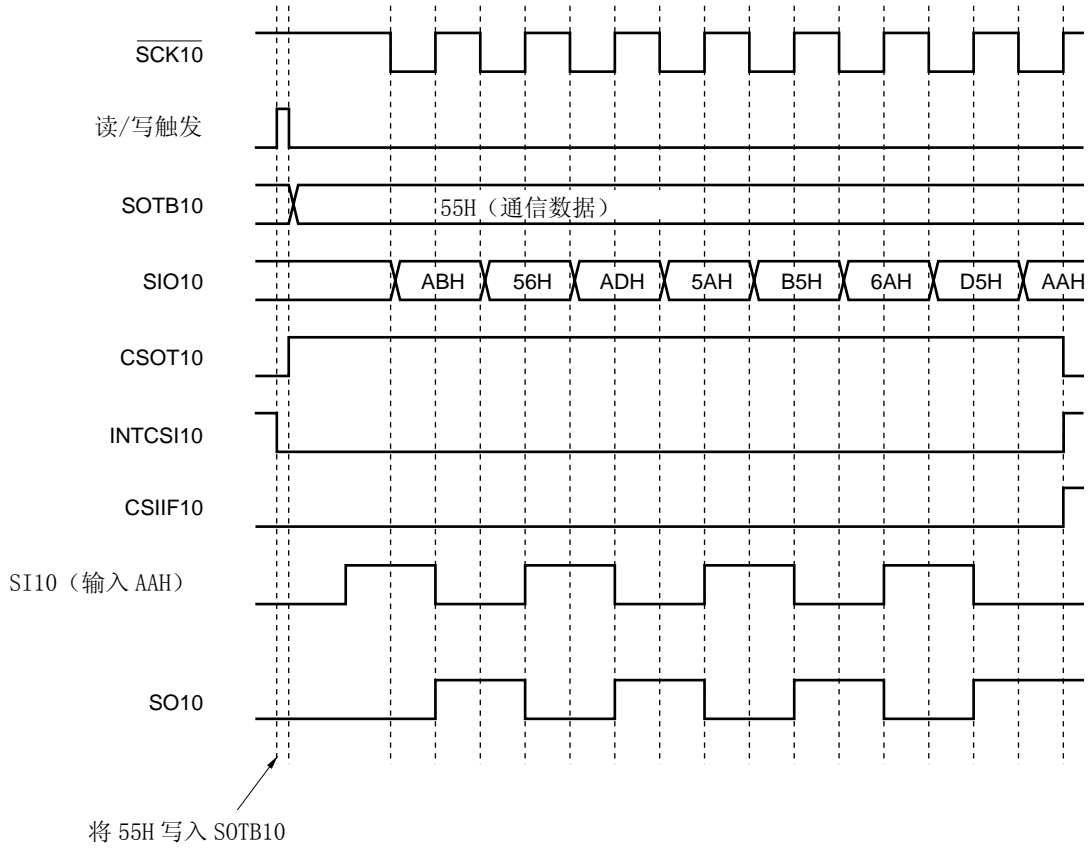 SCK10
读/写触发
SOTB10
55H（通信数据）
SIO10
ABH 56H ADH 5AH B5H 6AH D5H AAH
CSOT10
INTCSI10
CSIIF10
SI10（输入 AAH）
SO10
将 55H 写入 SOTB10